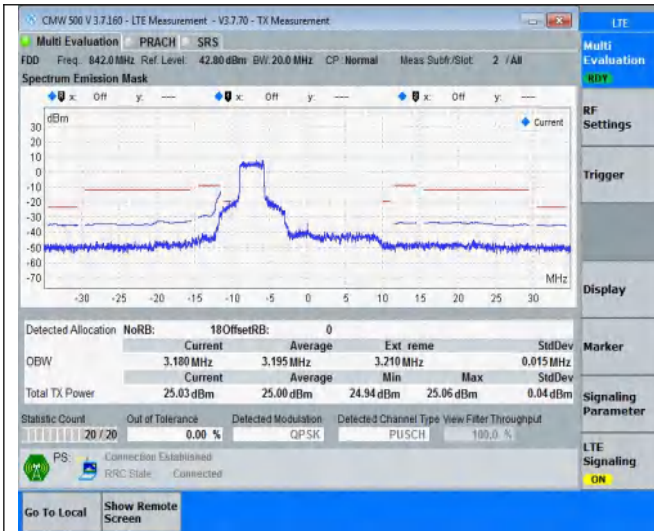 CMW 500 V 3.7.160 - LTE Measurement - V3.7.70 - TX Measurement
LTE
Multi Evaluation PRACH SRS
Multi Evaluation
RDY
FDD Freq.: 842.0 MHz Ref. Level: 42.80 dBm BW: 20.0 MHz CP: Normal Meas Subfr./Slot: 2 /All
Spectrum Emission Mask
x: Off y: --- x: Off y: --- x: Off y: ---
dBm
Current
30
20
10
0
-10
-20
-30
-40
-50
-60
-70
MHz
-30 -25 -20 -15 -10 -5 0 5 10 15 20 25 30
RF Settings
Trigger
Display
Marker
Signaling Parameter
LTE Signaling
ON
Detected Allocation NoRB: 18OffsetRB: 0
Current Average Ext reme StdDev
OBW 3.180 MHz 3.195 MHz 3.210 MHz 0.015 MHz
Current Average Min Max StdDev
Total TX Power 25.03 dBm 25.00 dBm 24.94 dBm 25.06 dBm 0.04 dBm
Statistic Count Out of Tolerance Detected Modulation Detected Channel Type View Filter Throughput
20 / 20 0.00 % QPSK PUSCH 100.0 %
PS: Connection Established
RRC State Connected
Go To Local Show Remote Screen